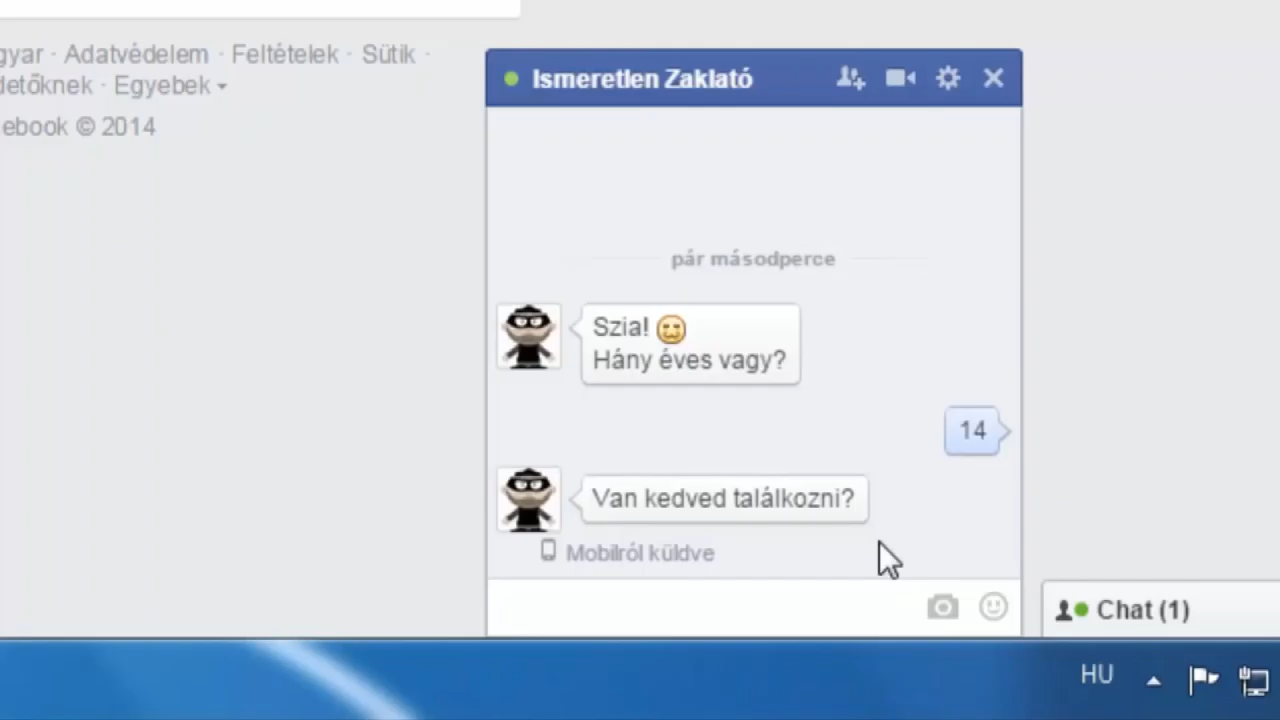 gyar · Adatvédelem · Feltételek · Sütik ·
detőknek · Egyebek
ebook © 2014
Ismeretlen Zaklató
pár másodperce
Szia!
Hány éves vagy?
14
Van kedved találkozni?
Mobilról küldve
Chat (1)
HU